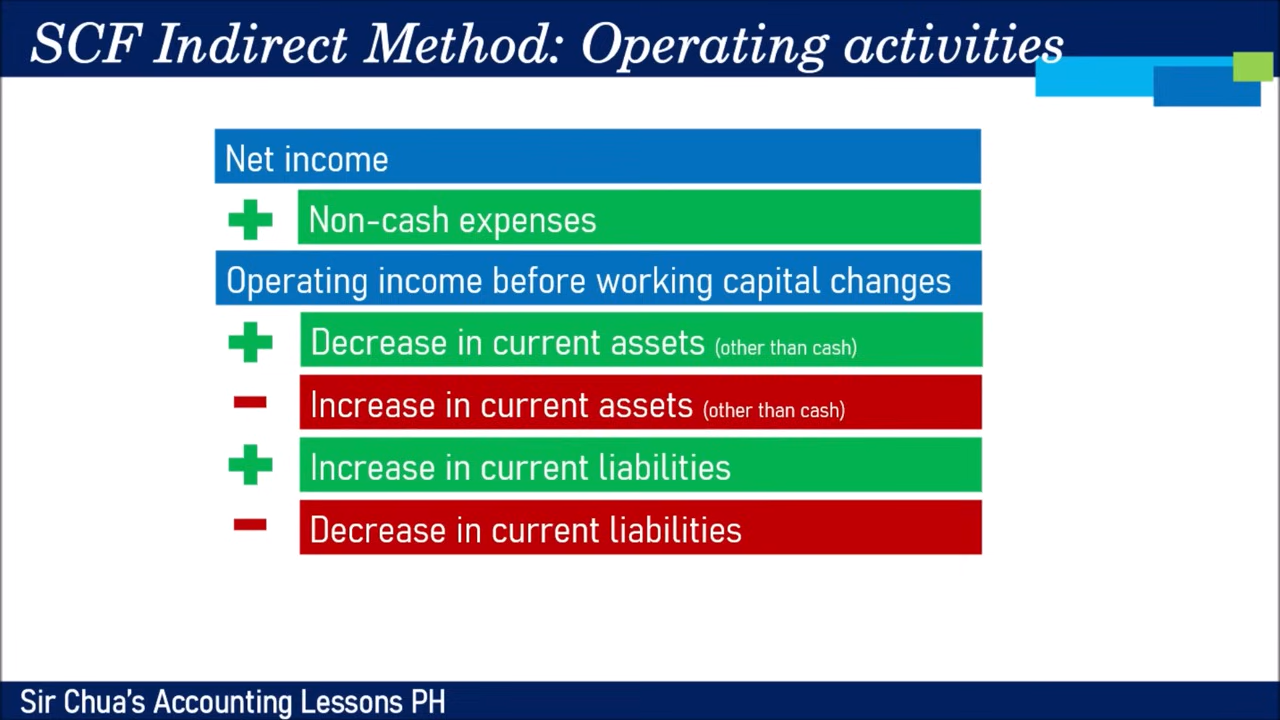 SCF Indirect Method: Operating activities
Net income
+ Non-cash expenses
Operating income before working capital changes
+ Decrease in current assets (other than cash)
- Increase in current assets (other than cash)
+ Increase in current liabilities
- Decrease in current liabilities
Sir Chua's Accounting Lessons PH